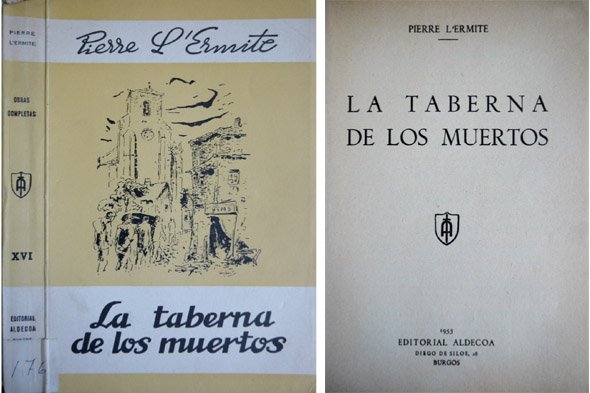 PIERRE
L'ERMITE
OBRAS
COMPLETAS
XVI
EDITORIAL
ALDECOA
176
Pierre L'Ermite
La taberna
de los muertos
PIERRE L'ERMITE
LA TABERNA
DE LOS MUERTOS
1953
EDITORIAL ALDECOA
DIEGO DE SILOE, 18
BURGOS